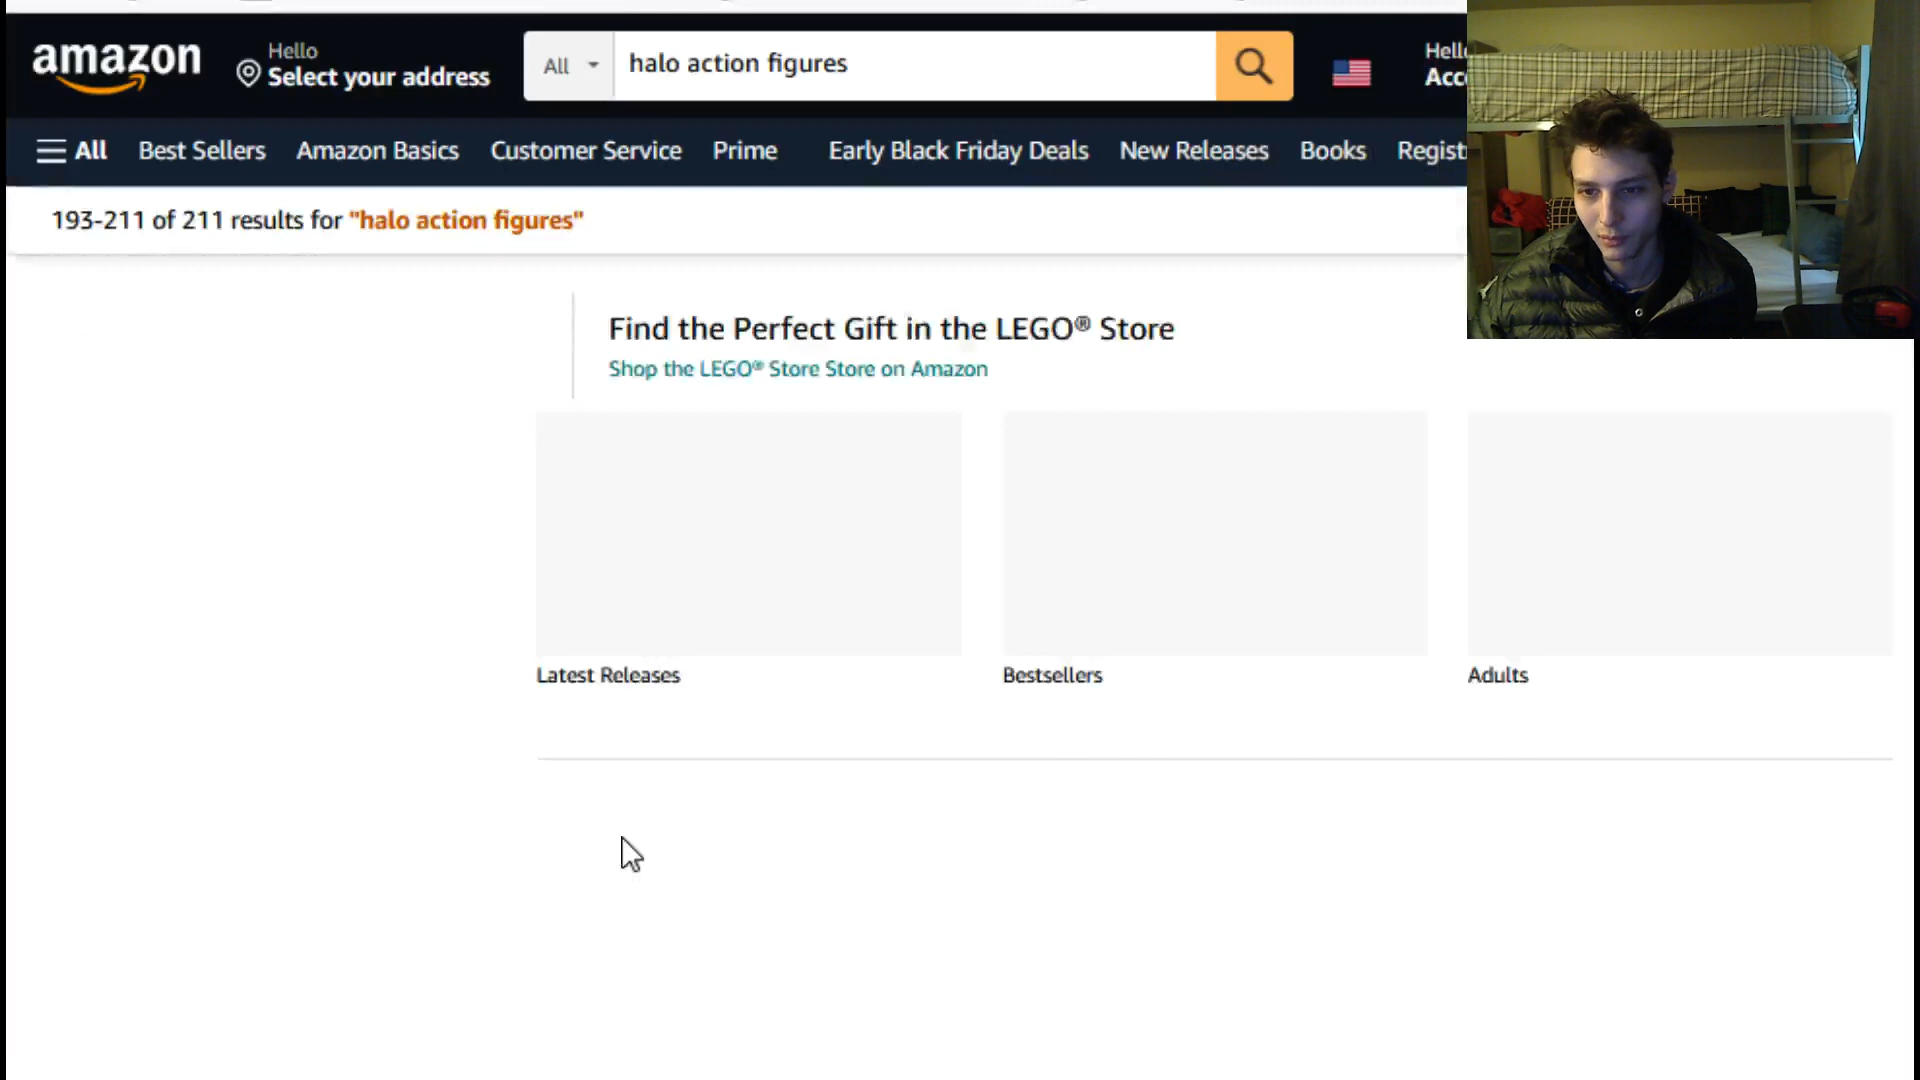 amazon
Hello
Select your address
All
halo action figures
Hell
Acc
All
Best Sellers
Amazon Basics
Customer Service
Prime
Early Black Friday Deals
New Releases
Books
Regist
193-211 of 211 results for "halo action figures"
Find the Perfect Gift in the LEGO® Store
Shop the LEGO® Store Store on Amazon
Latest Releases
Bestsellers
Adults